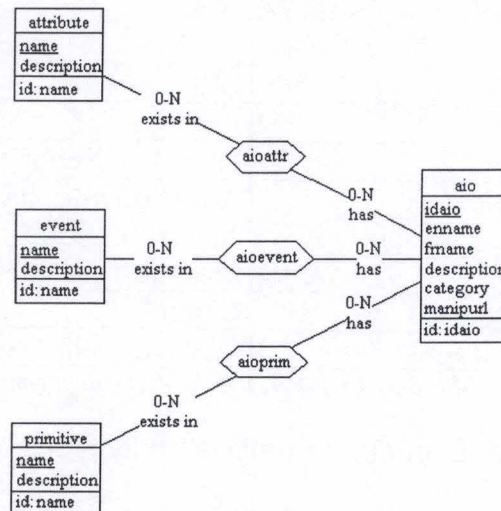 attribute
name
description
id: name
0-N
exists in
aioattr
0-N
has
aio
idaio
enname
frname
description
category
manipurl
id: idaio
event
name
description
id: name
0-N
exists in
aioevent
0-N
has
0-N
has
aioprim
0-N
exists in
primitive
name
description
id: name